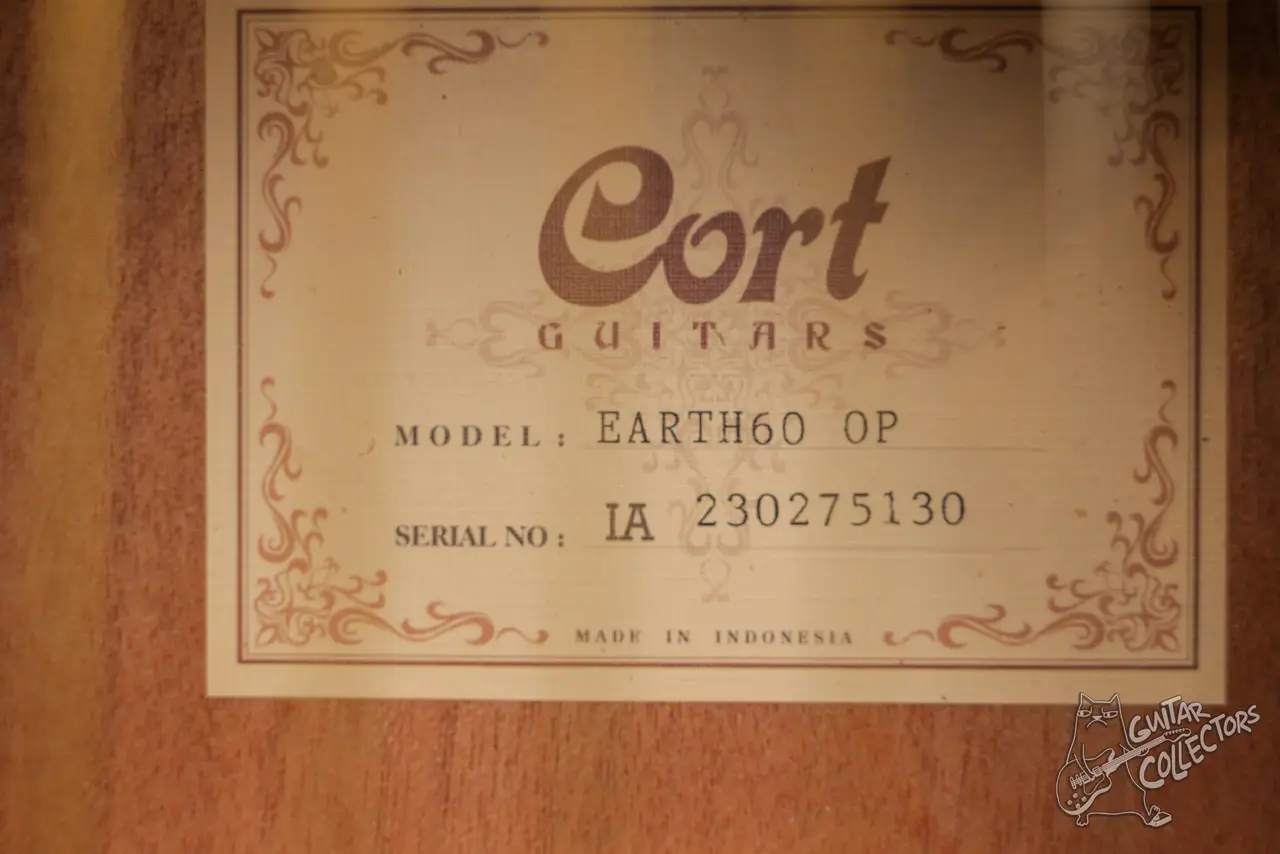 Cort
GUITARS
MODEL: EARTH60 OP
SERIAL NO: IA 230275130
MADE IN INDONESIA
GUITAR
COLLECTORS